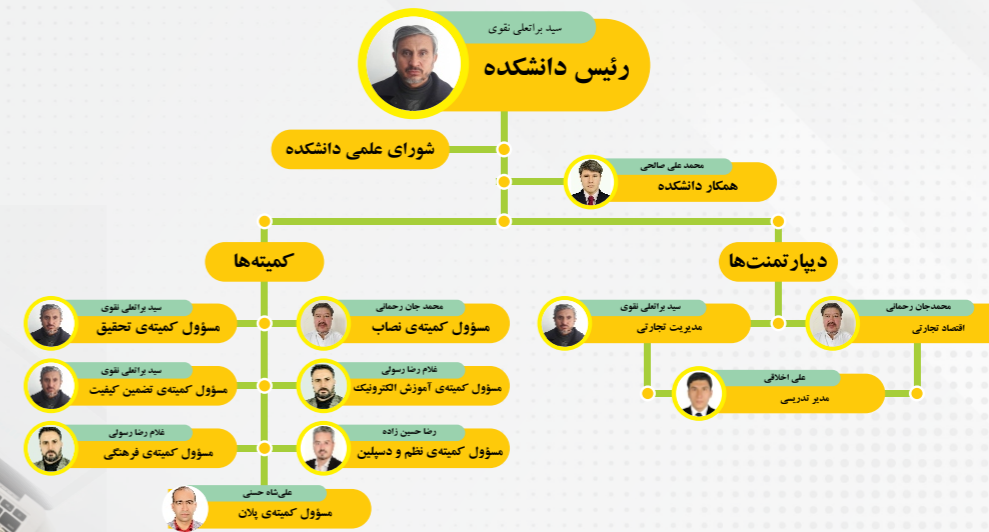 سید براتعلی نقوی
رئیس دانشکده
شورای علمی دانشکده
محمد علی صالحی
همکار دانشکده
دیپارتمنت‌ها
کمیته‌ها
محمدجان رحمانی
اقتصاد تجارتی
سید براتعلی نقوی
مدیریت تجارتی
علی اخلاقی
مدیر تدریسی
محمد جان رحمانی
مسؤول کمیته‌ی نصاب
سید براتعلی نقوی
مسؤول کمیته‌ی تحقیق
غلام رضا رسولی
مسؤول کمیته‌ی آموزش الکترونیک
سید براتعلی نقوی
مسؤول کمیته‌ی تضمین کیفیت
رضا حسین زاده
مسؤول کمیته‌ی نظم و دسپلین
غلام رضا رسولی
مسؤول کمیته‌ی فرهنگی
علی‌شاه حسنی
مسؤول کمیته‌ی پلان